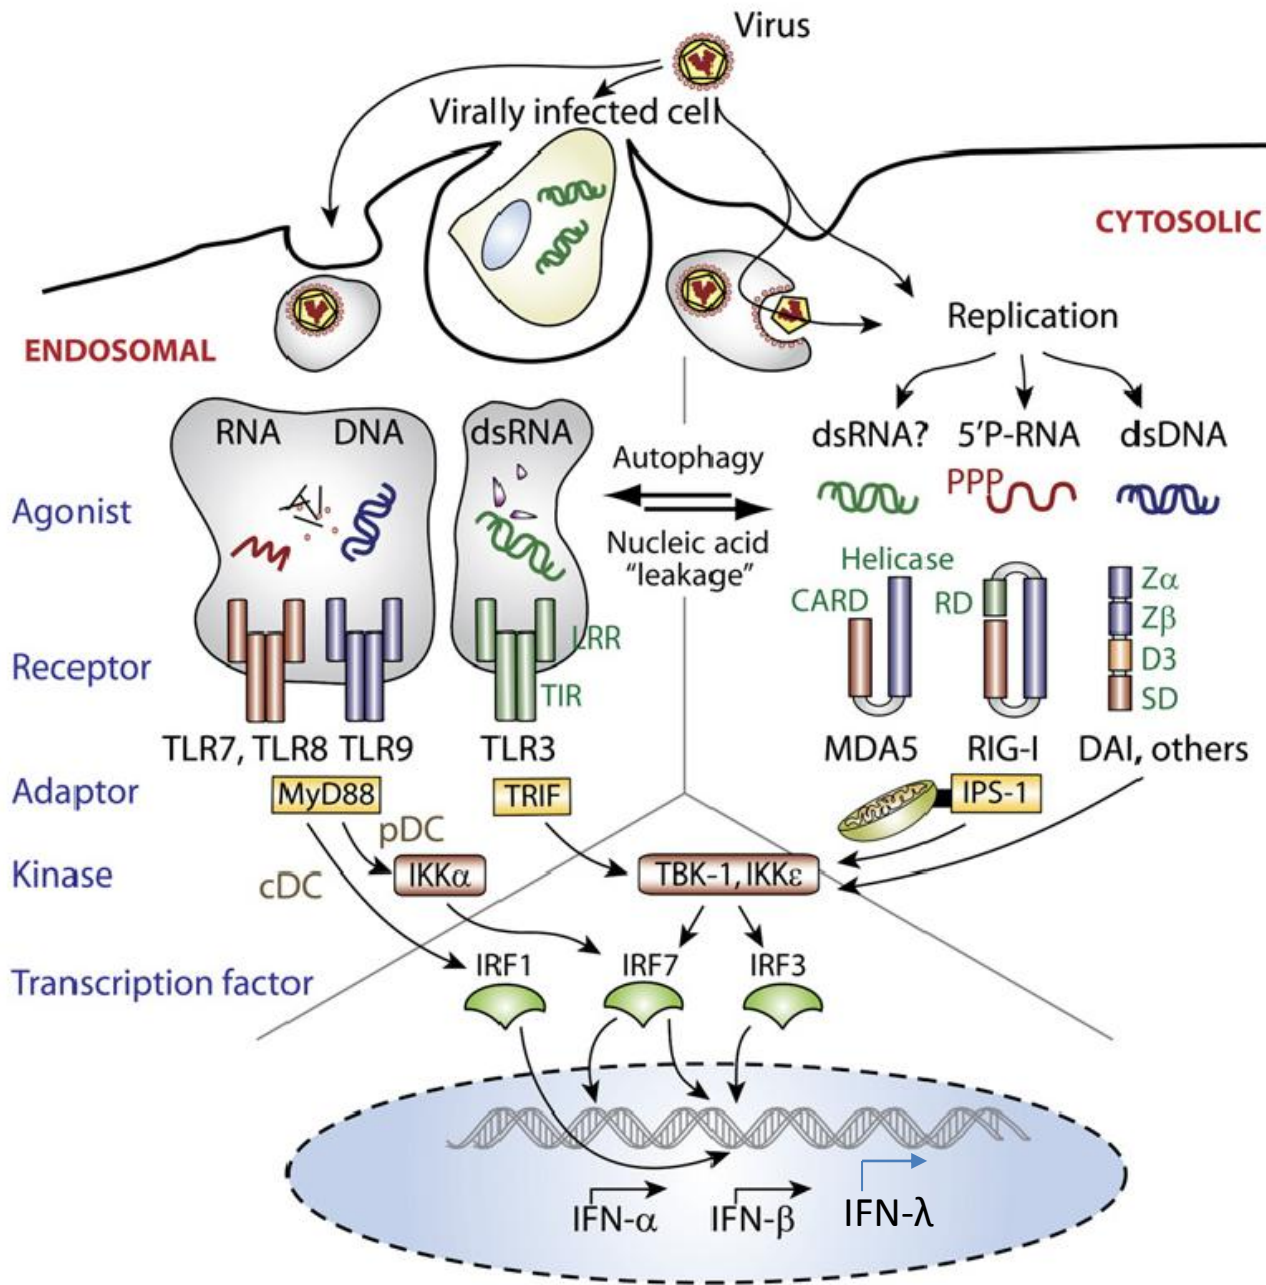 Virus
Virally infected cell
CYTOSOLIC
ENDOSOMAL
Replication
RNA DNA dsRNA
Autophagy
Nucleic acid
"leakage"
dsRNA? 5'P-RNA dsDNA
PPP
Agonist
Helicase
CARD RD
Zα
Zβ
D3
SD
LRR
TIR
Receptor
TLR7, TLR8 TLR9 TLR3 MDA5 RIG-I DAI, others
Adaptor MyD88 TRIF IPS-1
pDC
Kinase cDC IKKα TBK-1, IKKε
Transcription factor IRF1 IRF7 IRF3
IFN-α IFN-β IFN-λ